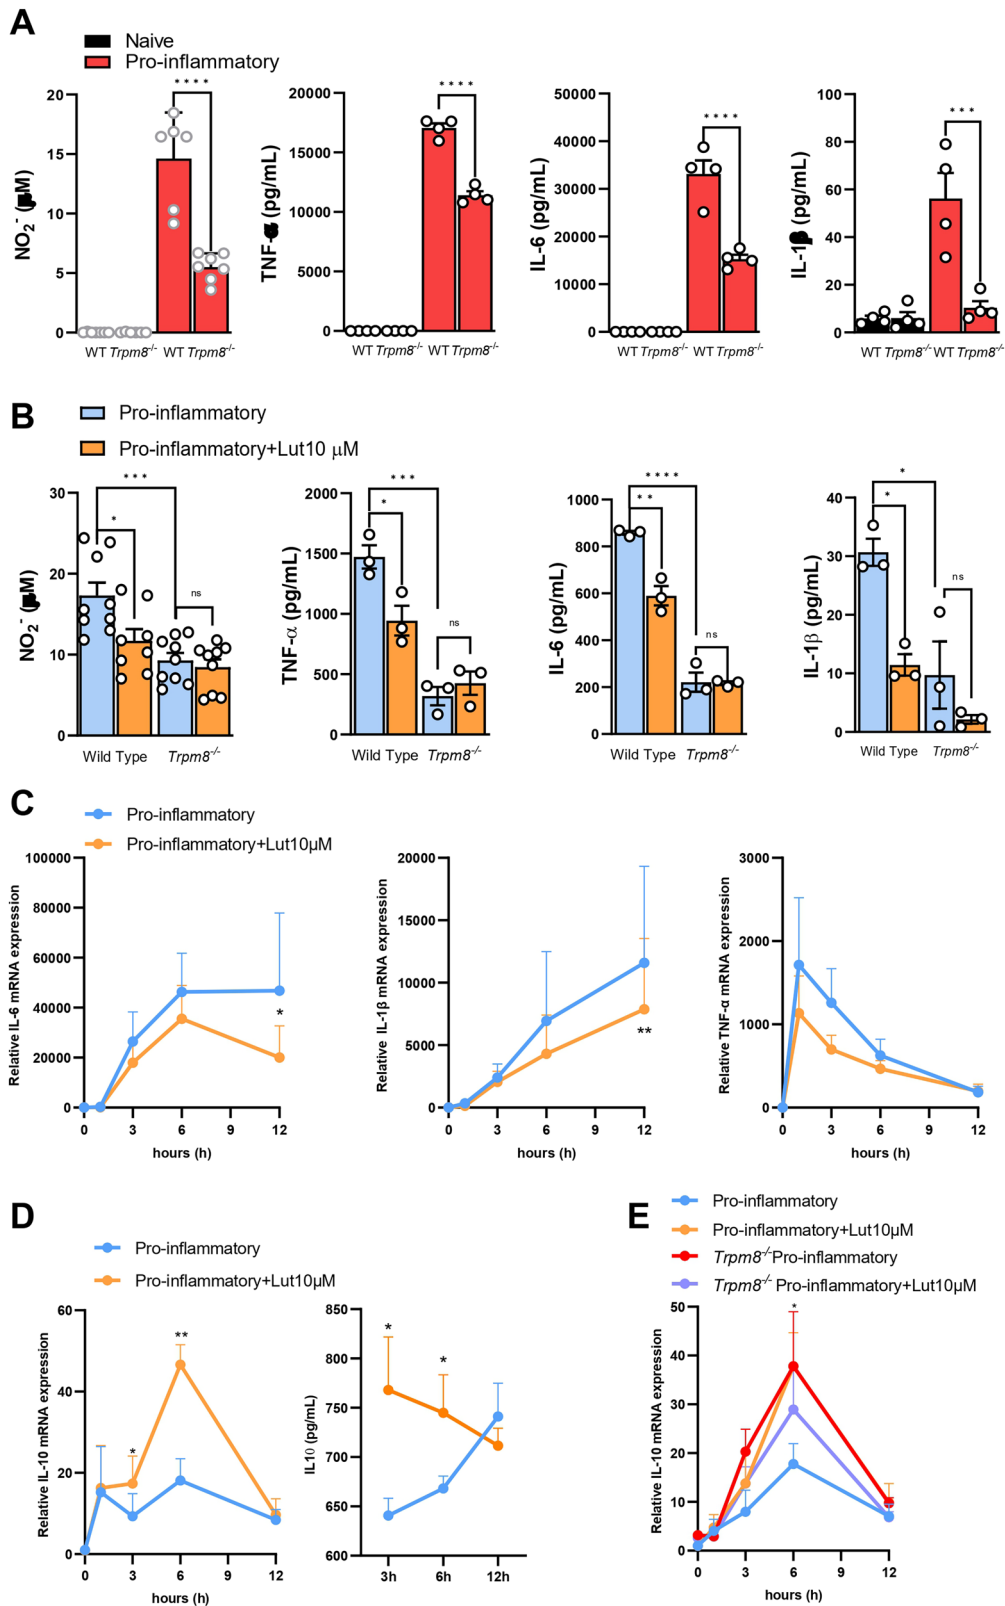 A
Naive
Pro-inflammatory
NO2- (μM)
20
15
10
5
0
****
WT Trpm8-/- WT Trpm8-/-
TNF-α (pg/mL)
20000
15000
10000
5000
0
****
WT Trpm8-/- WT Trpm8-/-
IL-6 (pg/mL)
50000
40000
30000
20000
10000
0
****
WT Trpm8-/- WT Trpm8-/-
IL-1β (pg/mL)
100
80
60
40
20
0
***
WT Trpm8-/- WT Trpm8-/-
B
Pro-inflammatory
Pro-inflammatory+Lut10 μM
NO2- (μM)
30
20
10
0
***
*
ns
Wild Type Trpm8-/-
TNF-α (pg/mL)
2000
1500
1000
500
0
***
*
ns
Wild Type Trpm8-/-
IL-6 (pg/mL)
1000
800
600
400
200
0
****
**
ns
Wild Type Trpm8-/-
IL-1β (pg/mL)
40
30
20
10
0
*
*
ns
Wild Type Trpm8-/-
C
Pro-inflammatory
Pro-inflammatory+Lut10μM
Relative IL-6 mRNA expression
100000
80000
60000
40000
20000
0
*
0 3 6 9 12
hours (h)
Relative IL-1β mRNA expression
20000
15000
10000
5000
0
**
0 3 6 9 12
hours (h)
Relative TNF-α mRNA expression
3000
2000
1000
0
0 3 6 9 12
hours (h)
D
Pro-inflammatory
Pro-inflammatory+Lut10μM
Relative IL-10 mRNA expression
60
40
20
0
*
**
0 3 6 9 12
hours (h)
IL10 (pg/mL)
850
800
750
700
650
600
*
*
3h 6h 12h
E
Pro-inflammatory
Pro-inflammatory+Lut10μM
Trpm8-/- Pro-inflammatory
Trpm8-/- Pro-inflammatory+Lut10μM
Relative IL-10 mRNA expression
50
40
30
20
10
0
*
0 3 6 9 12
hours (h)